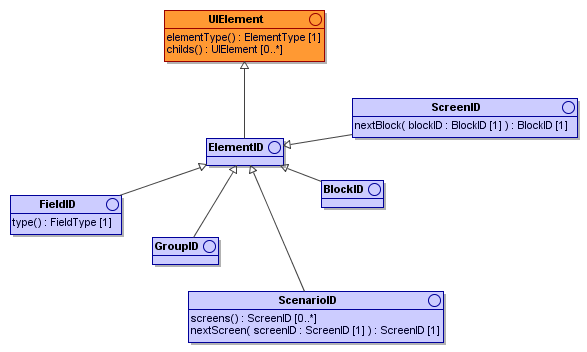 UIElement
elementType() : ElementType [1]
childs() : UIElement [0..*]
ScreenID
nextBlock( blockID : BlockID [1] ) : BlockID [1]
ElementID
BlockID
FieldID
type() : FieldType [1]
GroupID
ScenarioID
screens() : ScreenID [0..*]
nextScreen( screenID : ScreenID [1] ) : ScreenID [1]